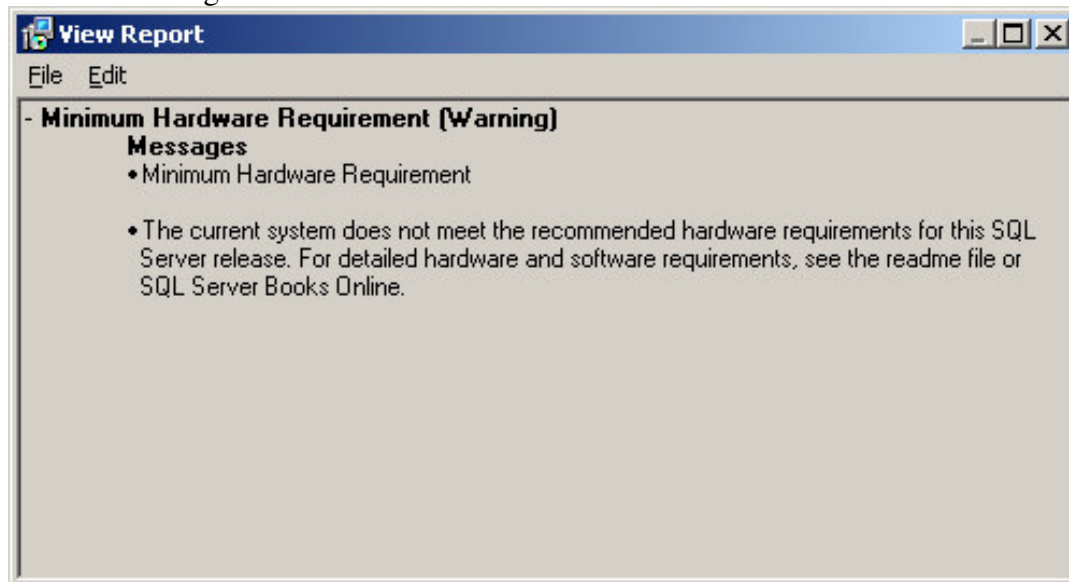 View Report
File Edit
- Minimum Hardware Requirement (Warning)
Messages
• Minimum Hardware Requirement
• The current system does not meet the recommended hardware requirements for this SQL
Server release. For detailed hardware and software requirements, see the readme file or
SQL Server Books Online.